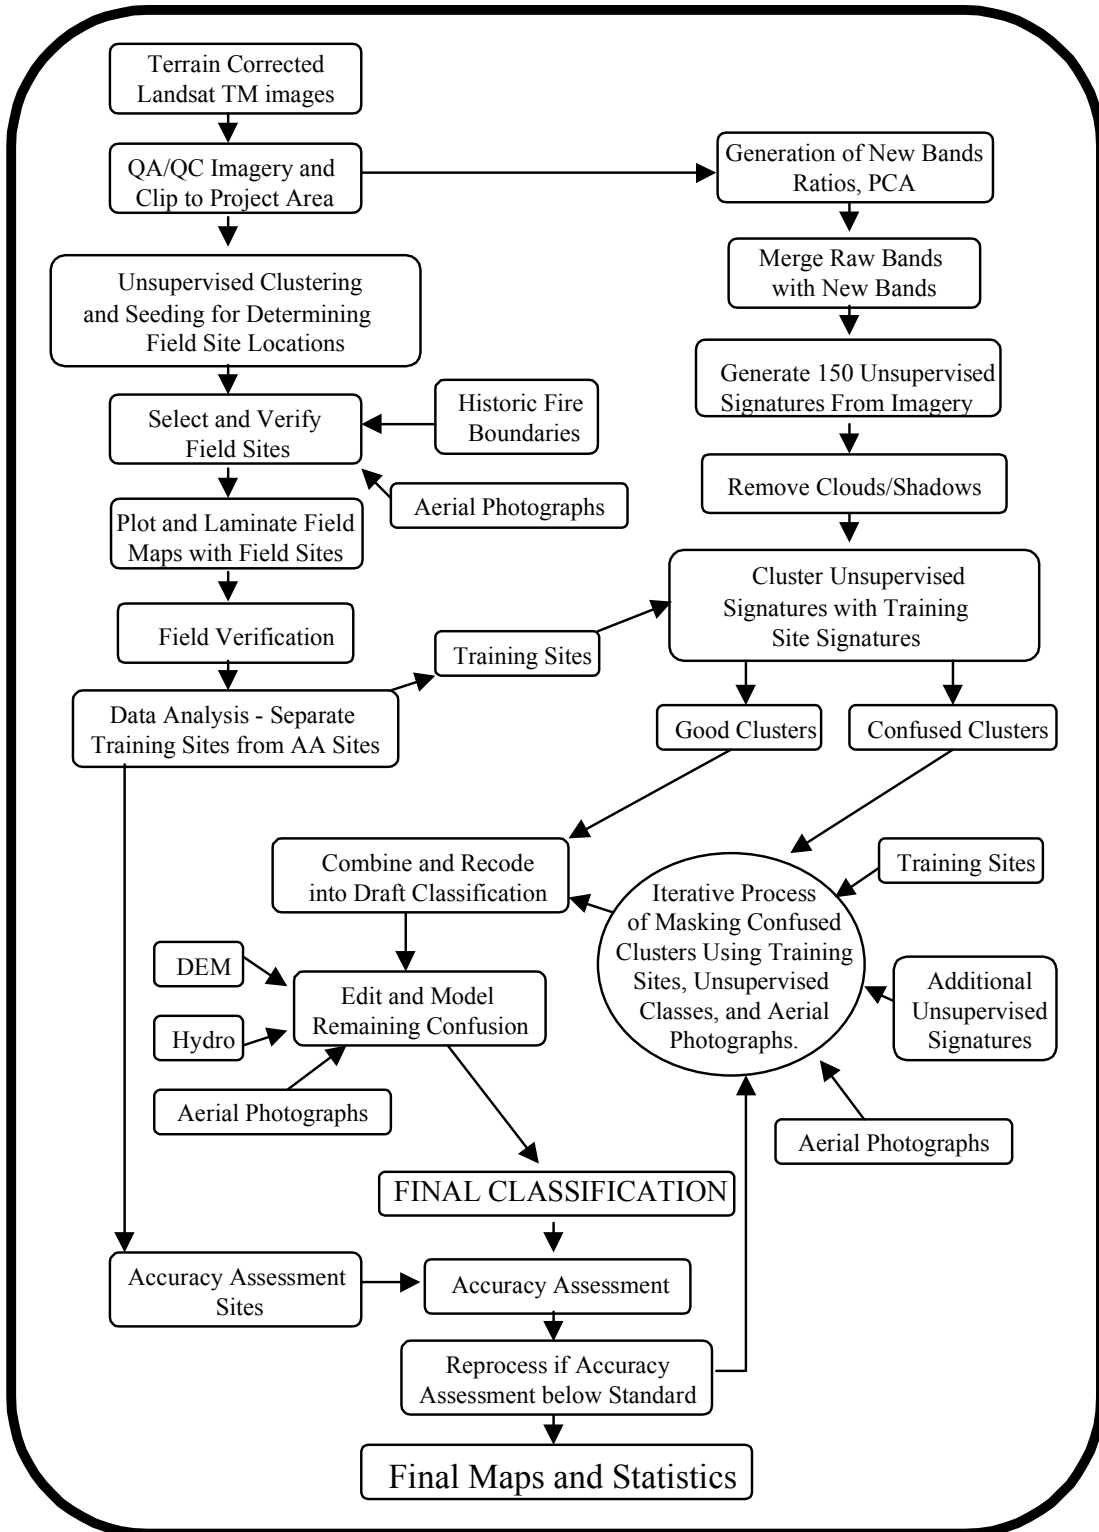 Terrain Corrected
Landsat TM images
QA/QC Imagery and
Clip to Project Area
Generation of New Bands
Ratios, PCA
Merge Raw Bands
with New Bands
Unsupervised Clustering
and Seeding for Determining
Field Site Locations
Generate 150 Unsupervised
Signatures From Imagery
Select and Verify
Field Sites
Historic Fire
Boundaries
Aerial Photographs
Remove Clouds/Shadows
Plot and Laminate Field
Maps with Field Sites
Cluster Unsupervised
Signatures with Training
Site Signatures
Field Verification
Training Sites
Data Analysis - Separate
Training Sites from AA Sites
Good Clusters
Confused Clusters
Combine and Recode
into Draft Classification
Training Sites
Iterative Process
of Masking Confused
Clusters Using Training
Sites, Unsupervised
Classes, and Aerial
Photographs.
DEM
Edit and Model
Remaining Confusion
Additional
Unsupervised
Signatures
Hydro
Aerial Photographs
Aerial Photographs
FINAL CLASSIFICATION
Accuracy Assessment
Sites
Accuracy Assessment
Reprocess if Accuracy
Assessment below Standard
Final Maps and Statistics